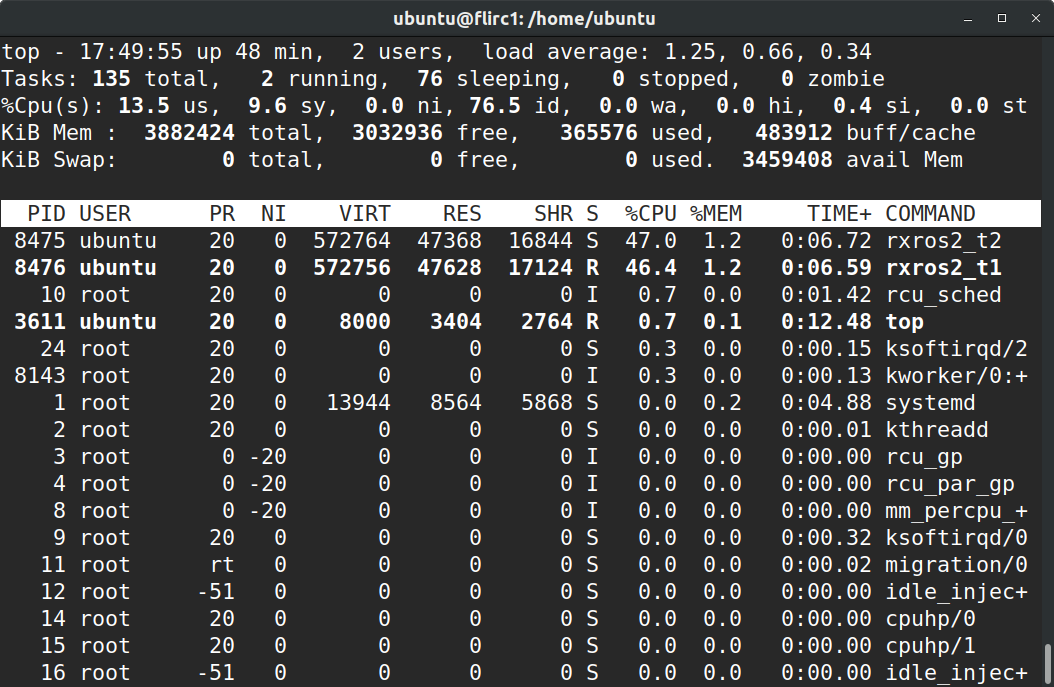 ubuntu@flirc1: /home/ubuntu
top - 17:49:55 up 48 min,  2 users,  load average: 1.25, 0.66, 0.34
Tasks: 135 total,   2 running,  76 sleeping,   0 stopped,   0 zombie
%Cpu(s): 13.5 us,  9.6 sy,  0.0 ni, 76.5 id,  0.0 wa,  0.0 hi,  0.4 si,  0.0 st
KiB Mem :  3882424 total,  3032936 free,   365576 used,   483912 buff/cache
KiB Swap:        0 total,        0 free,        0 used.  3459408 avail Mem
  PID USER      PR  NI    VIRT    RES    SHR S  %CPU %MEM     TIME+ COMMAND
 8475 ubuntu    20   0  572764  47368  16844 S  47.0  1.2   0:06.72 rxros2_t2
 8476 ubuntu    20   0  572756  47628  17124 R  46.4  1.2   0:06.59 rxros2_t1
   10 root      20   0       0      0      0 I   0.7  0.0   0:01.42 rcu_sched
 3611 ubuntu    20   0    8000   3404   2764 R   0.7  0.1   0:12.48 top
   24 root      20   0       0      0      0 S   0.3  0.0   0:00.15 ksoftirqd/2
 8143 root      20   0       0      0      0 I   0.3  0.0   0:00.13 kworker/0:+
    1 root      20   0   13944   8564   5868 S   0.0  0.2   0:04.88 systemd
    2 root      20   0       0      0      0 S   0.0  0.0   0:00.01 kthreadd
    3 root       0 -20       0      0      0 I   0.0  0.0   0:00.00 rcu_gp
    4 root       0 -20       0      0      0 I   0.0  0.0   0:00.00 rcu_par_gp
    8 root       0 -20       0      0      0 I   0.0  0.0   0:00.00 mm_percpu_+
    9 root      20   0       0      0      0 S   0.0  0.0   0:00.32 ksoftirqd/0
   11 root      rt   0       0      0      0 S   0.0  0.0   0:00.02 migration/0
   12 root     -51   0       0      0      0 S   0.0  0.0   0:00.00 idle_injec+
   14 root      20   0       0      0      0 S   0.0  0.0   0:00.00 cpuhp/0
   15 root      20   0       0      0      0 S   0.0  0.0   0:00.00 cpuhp/1
   16 root     -51   0       0      0      0 S   0.0  0.0   0:00.00 idle_injec+